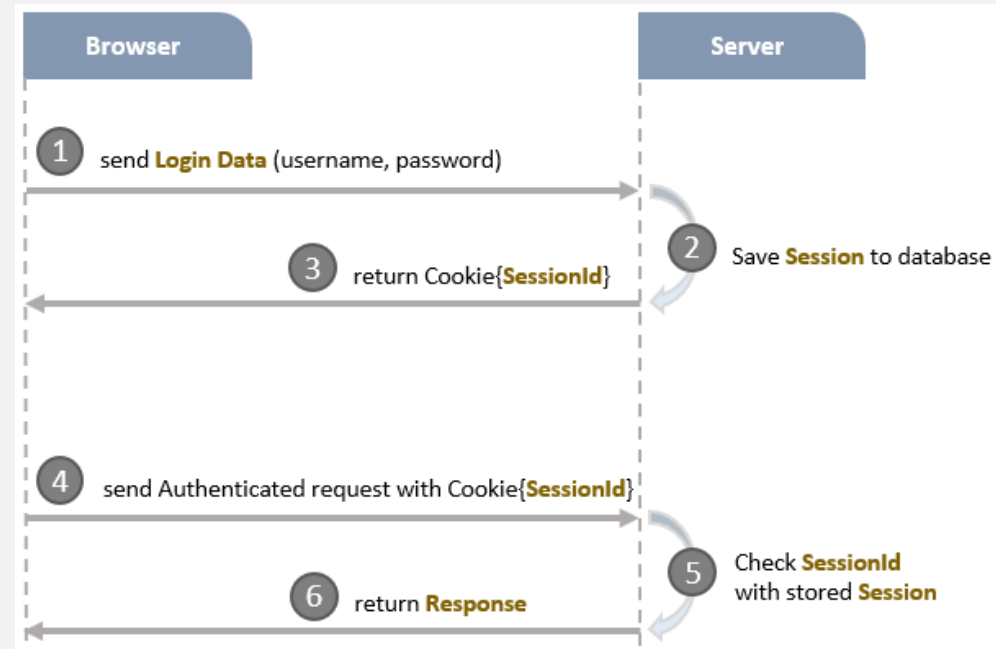 Browser
Server
1
send Login Data (username, password)
2
Save Session to database
3
return Cookie{SessionId}
4
send Authenticated request with Cookie{SessionId}
5
Check SessionId
with stored Session
6
return Response